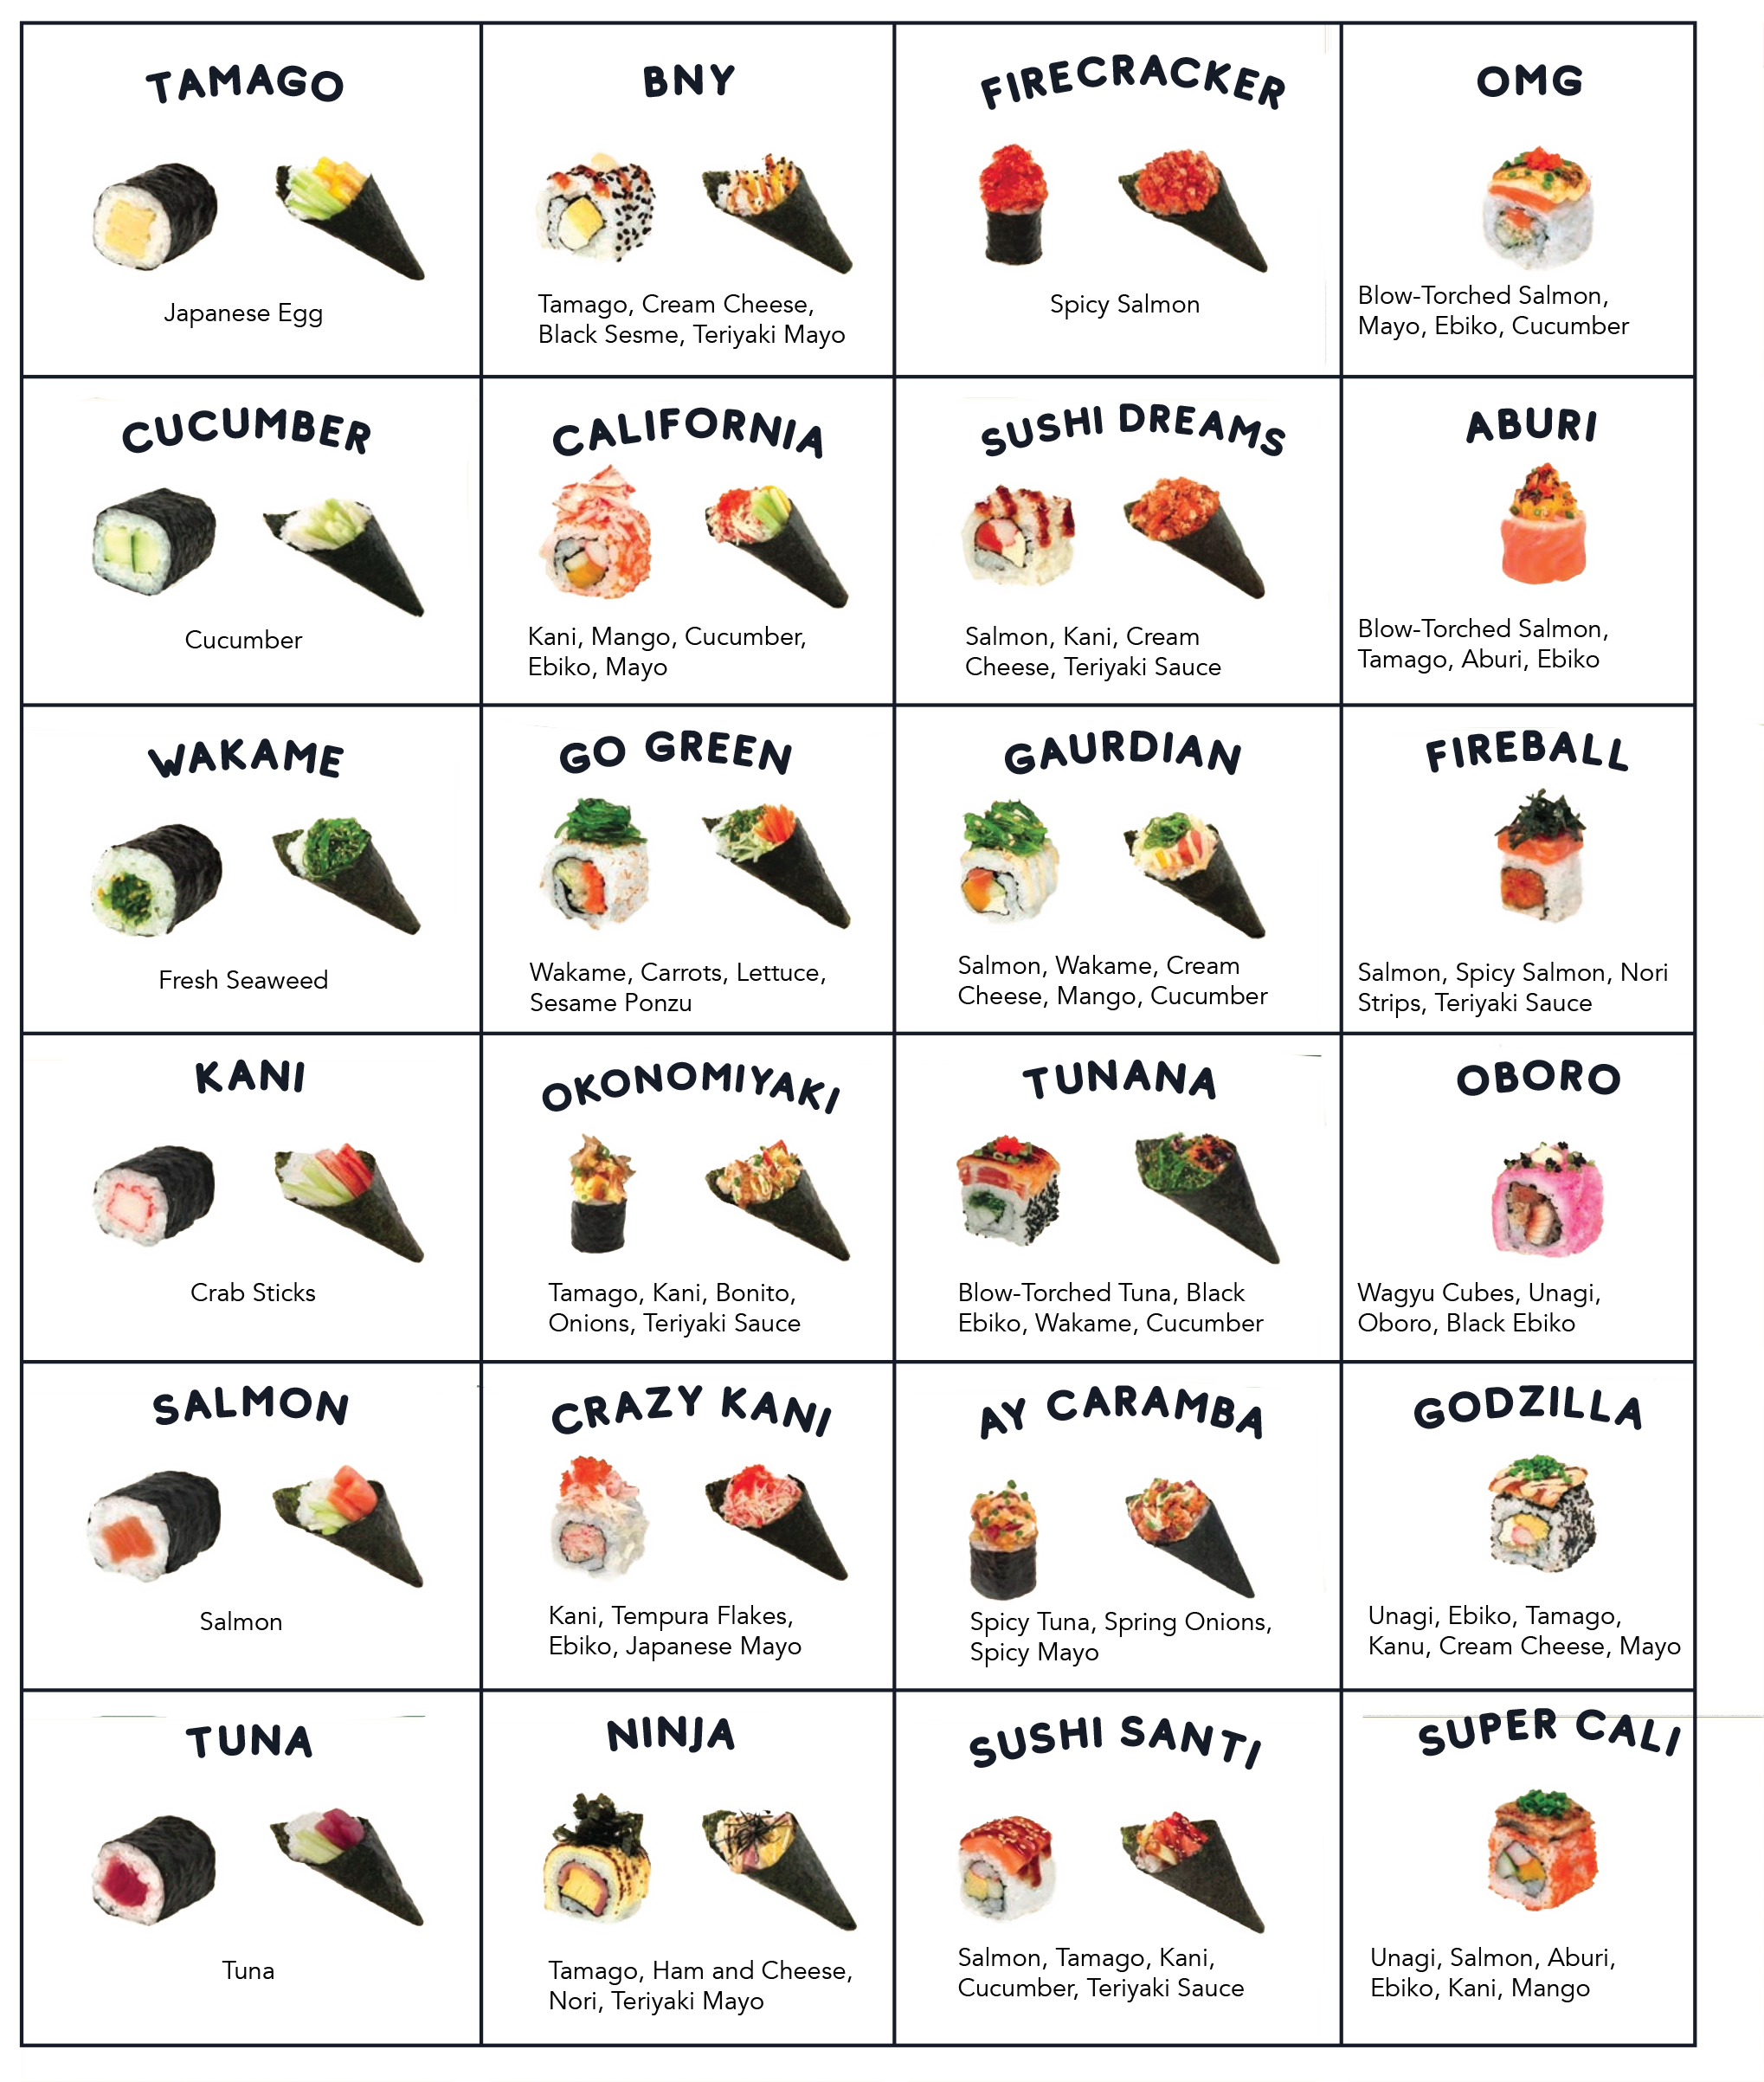 TAMAGO
Japanese Egg
BNY
Tamago, Cream Cheese,
Black Sesme, Teriyaki Mayo
FIRECRACKER
Spicy Salmon
OMG
Blow-Torched Salmon,
Mayo, Ebiko, Cucumber
CUCUMBER
Cucumber
CALIFORNIA
Kani, Mango, Cucumber,
Ebiko, Mayo
SUSHI DREAMS
Salmon, Kani, Cream
Cheese, Teriyaki Sauce
ABURI
Blow-Torched Salmon,
Tamago, Aburi, Ebiko
WAKAME
Fresh Seaweed
GO GREEN
Wakame, Carrots, Lettuce,
Sesame Ponzu
GAURDIAN
Salmon, Wakame, Cream
Cheese, Mango, Cucumber
FIREBALL
Salmon, Spicy Salmon, Nori
Strips, Teriyaki Sauce
KANI
Crab Sticks
OKONOMIYAKI
Tamago, Kani, Bonito,
Onions, Teriyaki Sauce
TUNANA
Blow-Torched Tuna, Black
Ebiko, Wakame, Cucumber
OBORO
Wagyu Cubes, Unagi,
Oboro, Black Ebiko
SALMON
Salmon
CRAZY KANI
Kani, Tempura Flakes,
Ebiko, Japanese Mayo
AY CARAMBA
Spicy Tuna, Spring Onions,
Spicy Mayo
GODZILLA
Unagi, Ebiko, Tamago,
Kanu, Cream Cheese, Mayo
TUNA
Tuna
NINJA
Tamago, Ham and Cheese,
Nori, Teriyaki Mayo
SUSHI SANTI
Salmon, Tamago, Kani,
Cucumber, Teriyaki Sauce
SUPER CALI
Unagi, Salmon, Aburi,
Ebiko, Kani, Mango